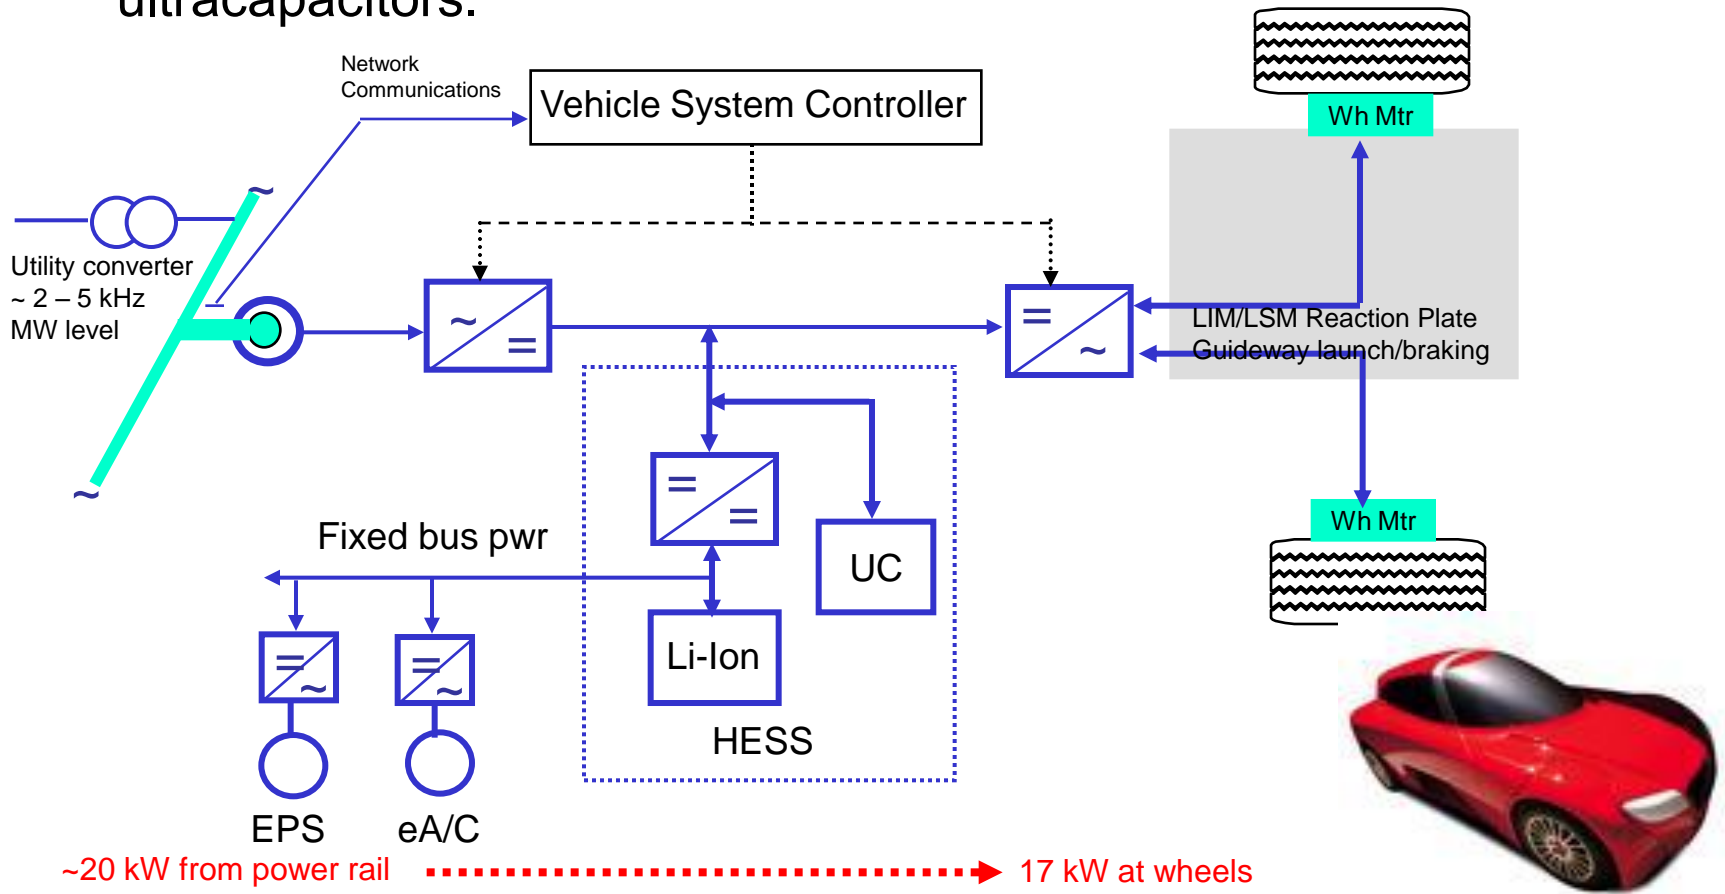 ultracapacitors.
Network
Communications
Vehicle System Controller
Wh Mtr
~
Utility converter
~ 2 – 5 kHz
MW level
~
=
=
~
LIM/LSM Reaction Plate
Guideway launch/braking
~
=
=
Fixed bus pwr
UC
Wh Mtr
=
~
=
~
Li-Ion
HESS
EPS
eA/C
~20 kW from power rail
17 kW at wheels